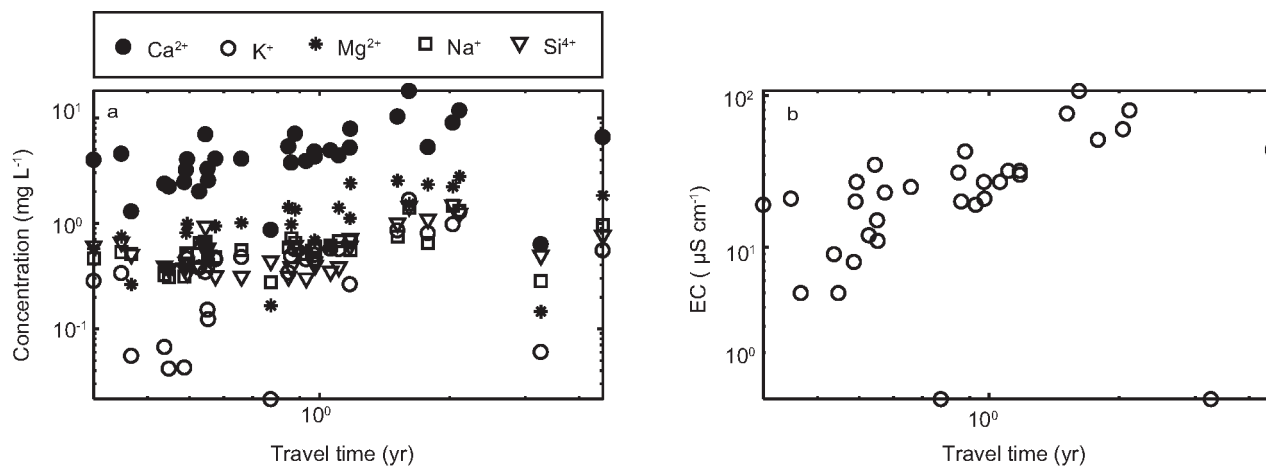 Ca²⁺ K⁺ Mg²⁺ Na⁺ Si⁴⁺
a
10¹
10⁰
10⁻¹
Concentration (mg L⁻¹)
10⁰
Travel time (yr)
b
10²
10¹
10⁰
EC ( µS cm⁻¹)
10⁰
Travel time (yr)